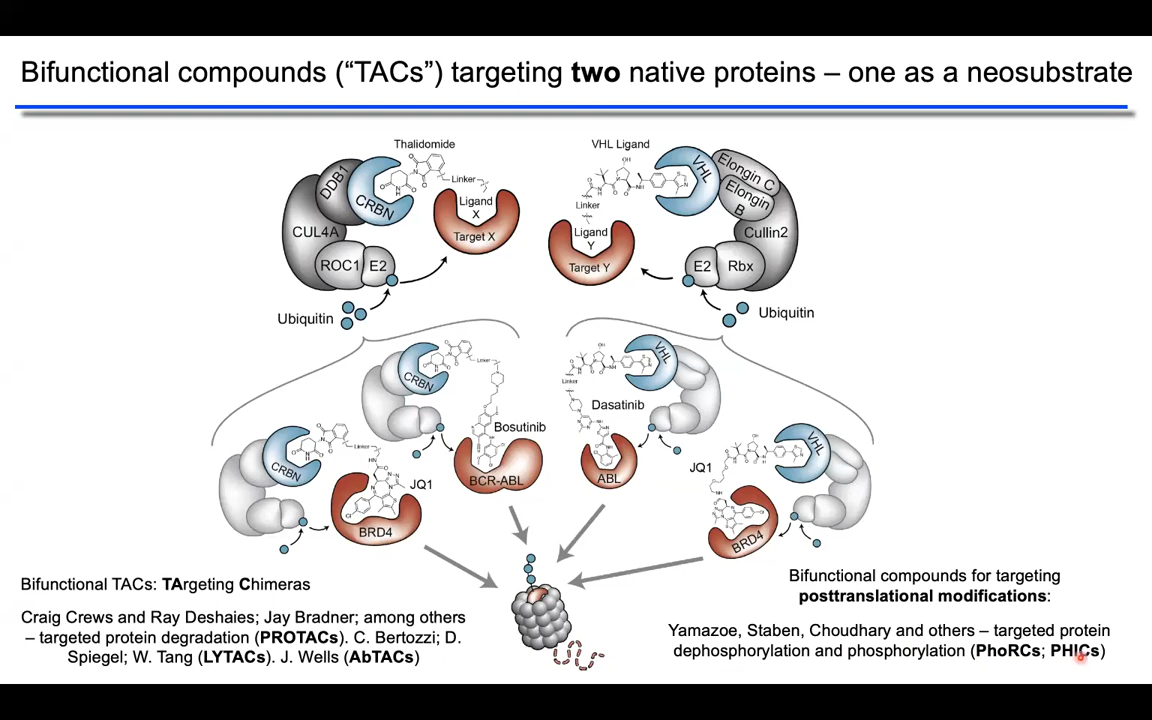 Bifunctional compounds (“TACs”) targeting two native proteins – one as a neosubstrate
Thalidomide
DDB1
CRBN
Linker
Ligand
X
Target X
CUL4A
ROC1
E2
Ubiquitin
VHL Ligand
OH
VHL
Elongin C
Elongin
B
Linker
Ligand
Y
Target Y
Cullin2
E2
Rbx
Ubiquitin
CRBN
Linker
Bosutinib
BCR-ABL
VHL
Linker
Dasatinib
ABL
CRBN
Linker
HN
JQ1
BRD4
JQ1
VHL
BRD4
Bifunctional TACs: TArgeting Chimeras
Craig Crews and Ray Deshaies; Jay Bradner; among others
– targeted protein degradation (PROTACs). C. Bertozzi; D.
Spiegel; W. Tang (LYTACs). J. Wells (AbTACs)
Bifunctional compounds for targeting
posttranslational modifications:
Yamazoe, Staben, Choudhary and others – targeted protein
dephosphorylation and phosphorylation (PhoRCs; PHICs)